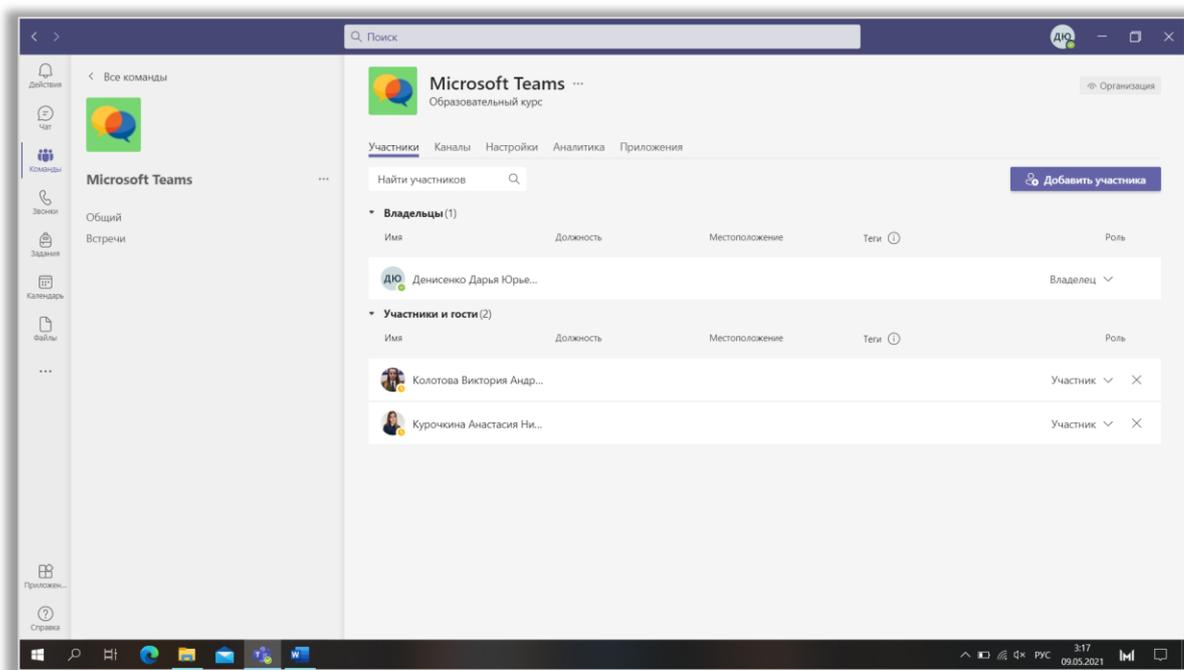 Поиск
ДЮ
Действия
Чат
Команды
Звонки
Задания
Календарь
Файлы
Приложен...
Справка
Все команды
Microsoft Teams
Общий
Встречи
Microsoft Teams
Образовательный курс
Организация
Участники Каналы Настройки Аналитика Приложения
Найти участников
Добавить участника
Владельцы (1)
Имя Должность Местоположение Теги Роль
ДЮ Денисенко Дарья Юрье... Владелец
Участники и гости (2)
Имя Должность Местоположение Теги Роль
Колотова Виктория Андр... Участник
Курочкина Анастасия Ни... Участник
РУС
3:17
09.05.2021